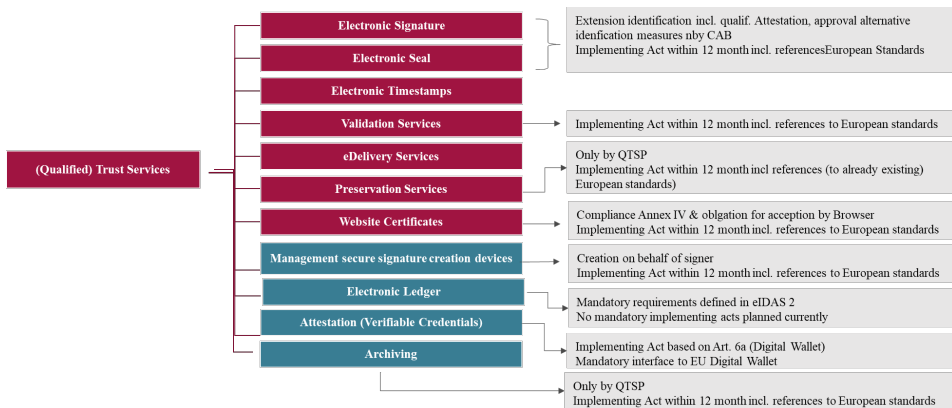 Electronic Signature
Extension identification incl. qualif. Attestation, approval alternative
idenfication measures nby CAB
Implementing Act within 12 month incl. referencesEuropean Standards
Electronic Seal
Electronic Timestamps
Validation Services
Implementing Act within 12 month incl. references to European standards
eDelivery Services
(Qualified) Trust Services
Only by QTSP
Implementing Act within 12 month incl references (to already existing)
European standards)
Preservation Services
Website Certificates
Compliance Annex IV & oblgation for acception by Browser
Implementing Act within 12 month incl. references to European standards
Management secure signature creation devices
Creation on behalf of signer
Implementing Act within 12 month incl. references to European standards
Electronic Ledger
Mandatory requirements defined in eIDAS 2
No mandatory implementing acts planned currently
Attestation (Verifiable Credentials)
Implementing Act based on Art. 6a (Digital Wallet)
Mandatory interface to EU Digital Wallet
Archiving
Only by QTSP
Implementing Act within 12 month incl. references to European standards